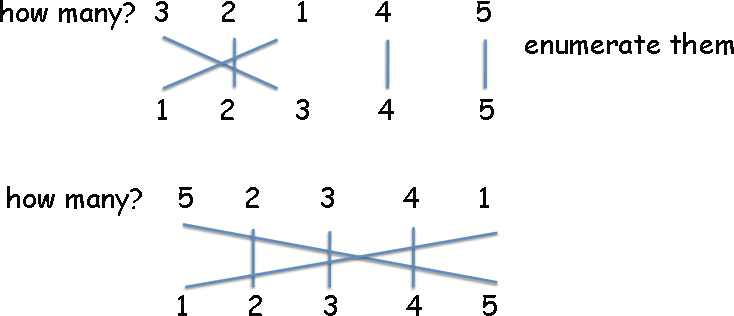 how many? 3 2 1 4 5
enumerate them
1 2 3 4 5
how many? 5 2 3 4 1
1 2 3 4 5